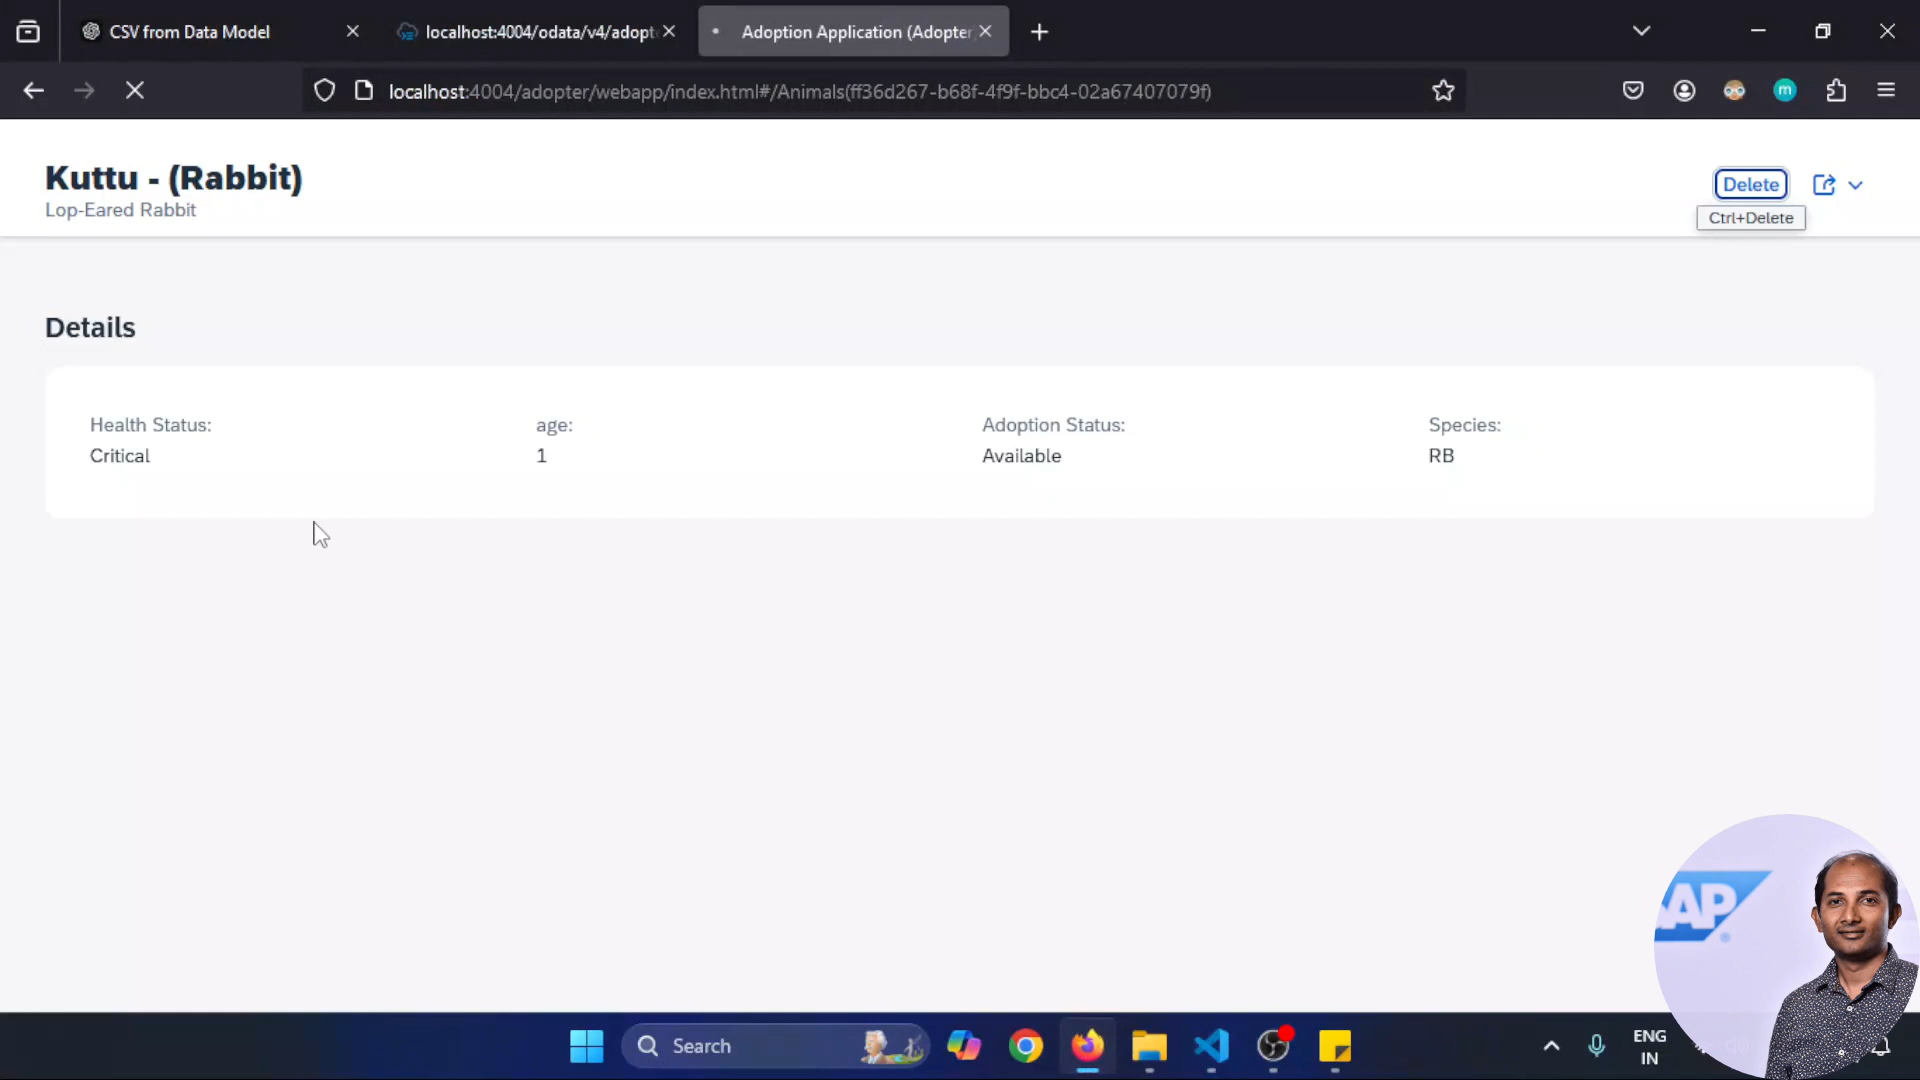 CSV from Data Model
localhost:4004/odata/v4/adopt
Adoption Application (Adopter
localhost:4004/adopter/webapp/index.html#/Animals(ff36d267-b68f-4f9f-bbc4-02a67407079f)
m
Kuttu - (Rabbit)
Lop-Eared Rabbit
Delete
Ctrl+Delete
Details
Health Status:
Critical
age:
1
Adoption Status:
Available
Species:
RB
AP
Search
ENG
IN